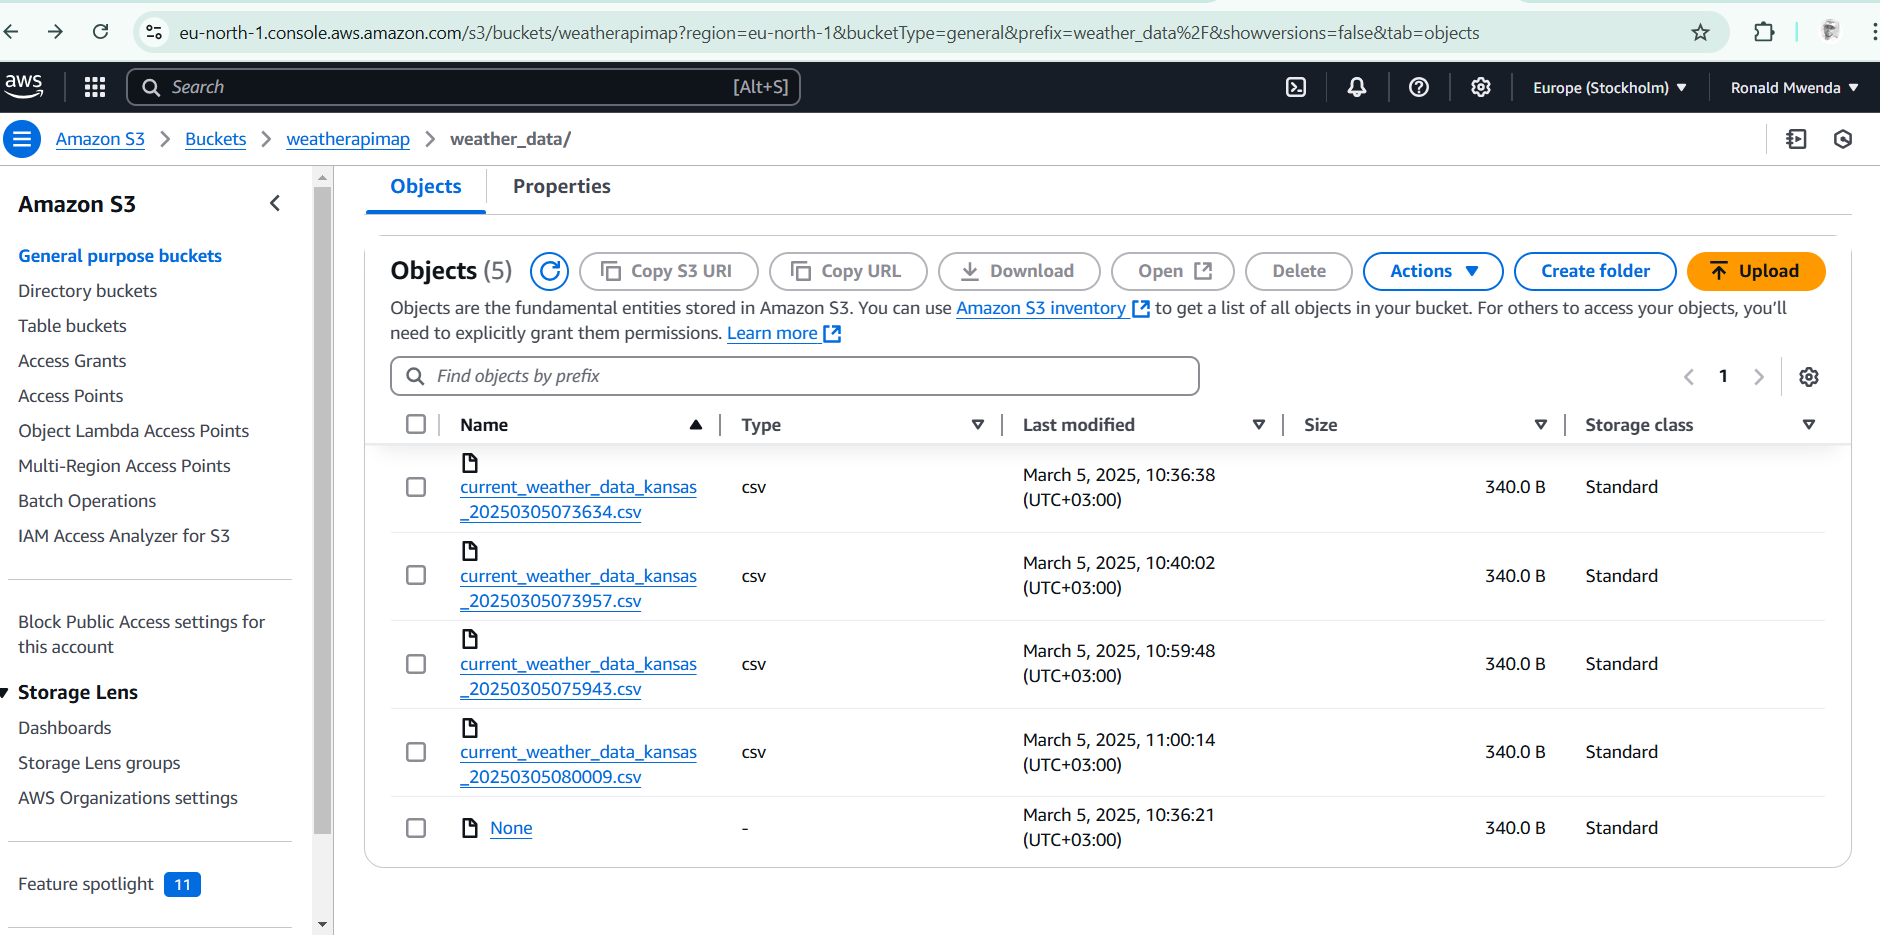 eu-north-1.console.aws.amazon.com/s3/buckets/weatherapimap?region=eu-north-1&bucketType=general&prefix=weather_data%2F&showversions=false&tab=objects
aws
Search [Alt+S]
Europe (Stockholm)
Ronald Mwenda
Amazon S3
Buckets
weatherapimap
weather_data/
Amazon S3
General purpose buckets
Directory buckets
Table buckets
Access Grants
Access Points
Object Lambda Access Points
Multi-Region Access Points
Batch Operations
IAM Access Analyzer for S3
Block Public Access settings for
this account
Storage Lens
Dashboards
Storage Lens groups
AWS Organizations settings
Feature spotlight 11
Objects
Properties
Objects (5)
Copy S3 URI
Copy URL
Download
Open
Delete
Actions
Create folder
Upload
Objects are the fundamental entities stored in Amazon S3. You can use Amazon S3 inventory to get a list of all objects in your bucket. For others to access your objects, you’ll
need to explicitly grant them permissions. Learn more
Find objects by prefix
1
Name Type Last modified Size Storage class
current_weather_data_kansas
_20250305073634.csv
csv
March 5, 2025, 10:36:38
(UTC+03:00)
340.0 B
Standard
current_weather_data_kansas
_20250305073957.csv
csv
March 5, 2025, 10:40:02
(UTC+03:00)
340.0 B
Standard
current_weather_data_kansas
_20250305075943.csv
csv
March 5, 2025, 10:59:48
(UTC+03:00)
340.0 B
Standard
current_weather_data_kansas
_20250305080009.csv
csv
March 5, 2025, 11:00:14
(UTC+03:00)
340.0 B
Standard
None
-
March 5, 2025, 10:36:21
(UTC+03:00)
340.0 B
Standard